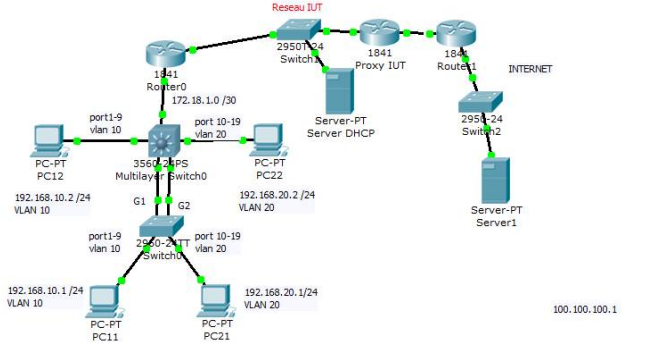 Reseau IUT
2950T-24
Switch1
1841
Proxy IUT
1841
Router1
INTERNET
1841
Router0
172.18.1.0 /30
Server-PT
Server DHCP
2950-24
Switch2
port1-9
vlan 10
port 10-19
vlan 20
PC-PT
PC12
3560-24PS
Multilayer Switch0
PC-PT
PC22
192.168.10.2 /24
VLAN 10
192.168.20.2 /24
VLAN 20
G1
G2
Server-PT
Server1
port1-9
vlan 10
2960-24TT
Switch0
port 10-19
vlan 20
192.168.10.1 /24
VLAN 10
192.168.20.1/24
VLAN 20
PC-PT
PC11
PC-PT
PC21
100.100.100.1